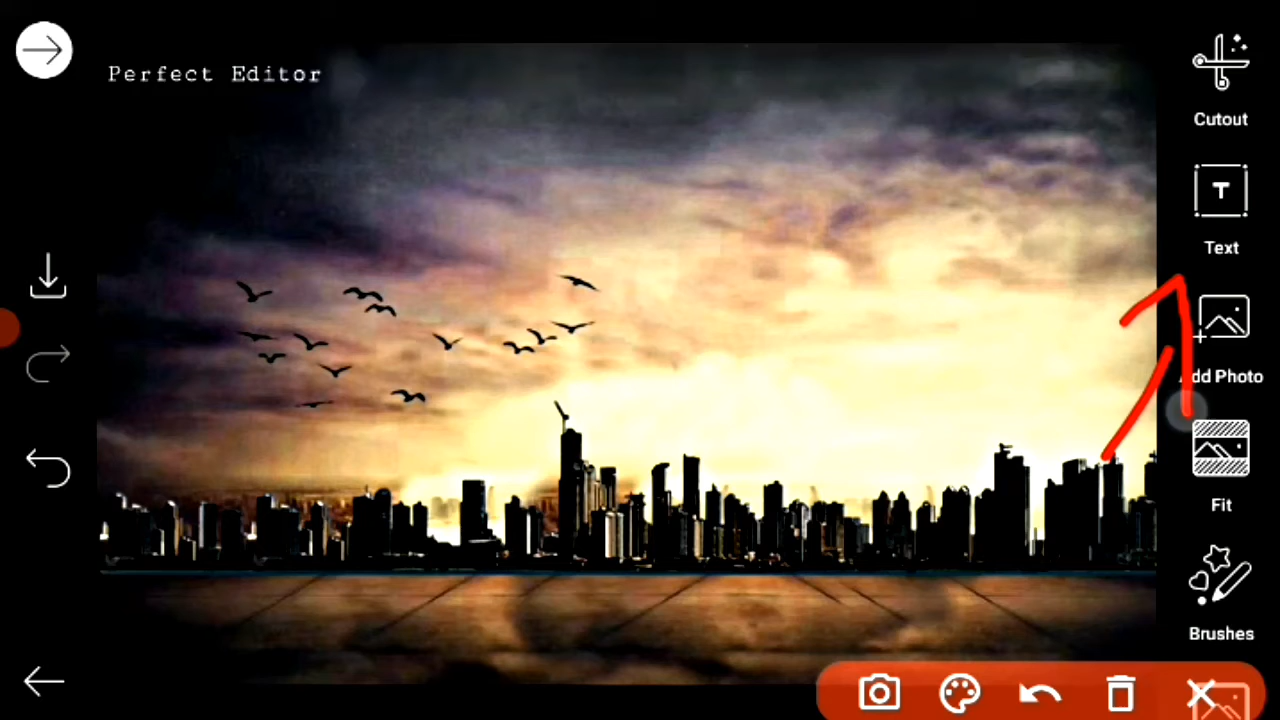 Perfect Editor
Cutout
T
Text
Add Photo
Fit
Brushes